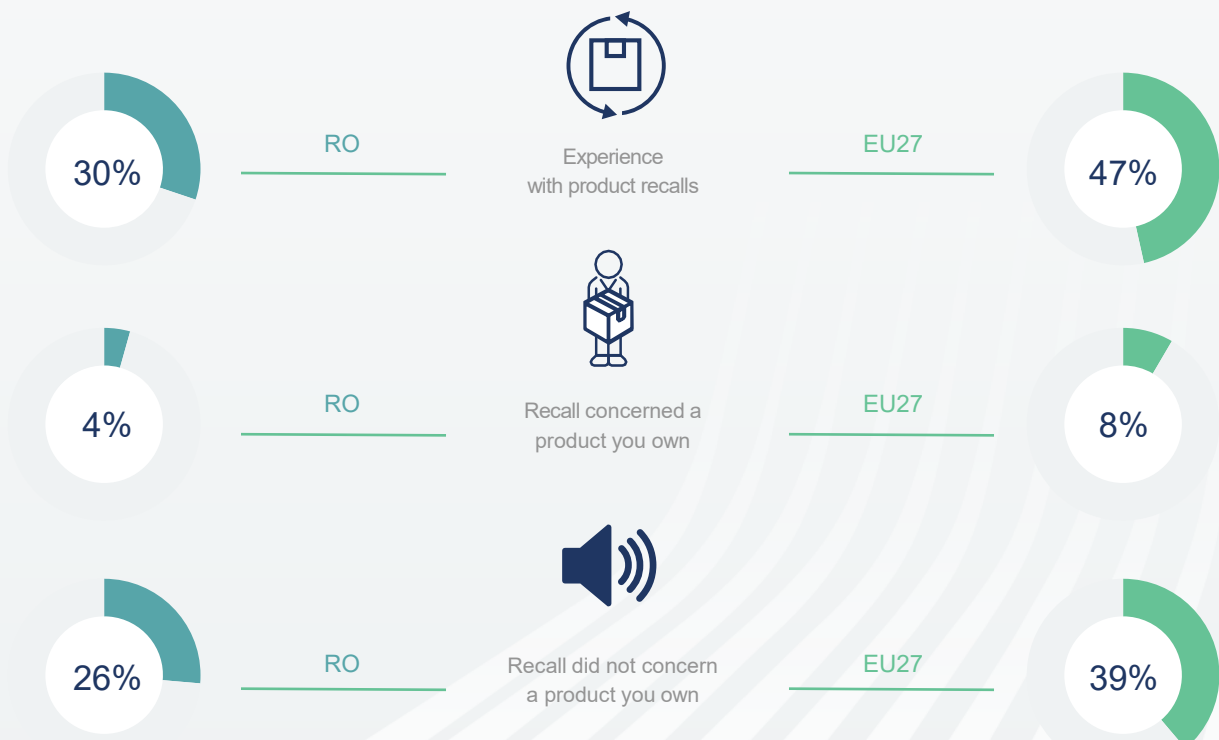 30%
RO
Experience
with product recalls
EU27
47%
4%
RO
Recall concerned a
product you own
EU27
8%
26%
RO
Recall did not concern
a product you own
EU27
39%